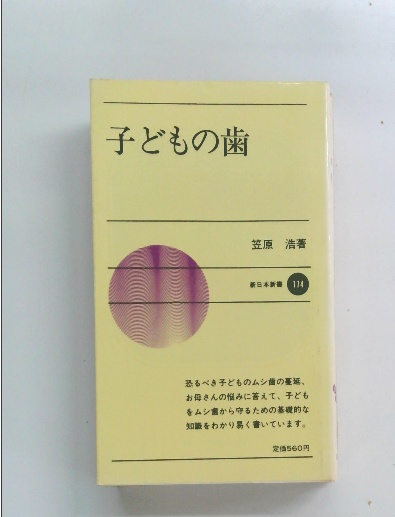 子どもの歯
笠原 浩著
新日本新書 134
恐るべき子どものムシ歯の蔓延、
お母さんの悩みに答えて、子ども
をムシ歯から守るための基礎的な
知識をわかり易く書いています。
定価560円